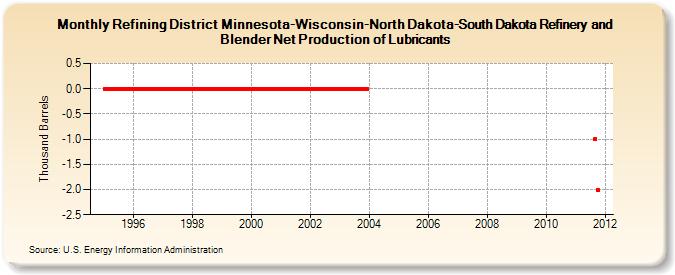 Monthly Refining District Minnesota-Wisconsin-North Dakota-South Dakota Refinery and
Blender Net Production of Lubricants
Thousand Barrels
0.5
0.0
-0.5
-1.0
-1.5
-2.0
-2.5
1996 1998 2000 2002 2004 2006 2008 2010 2012
Source: U.S. Energy Information Administration